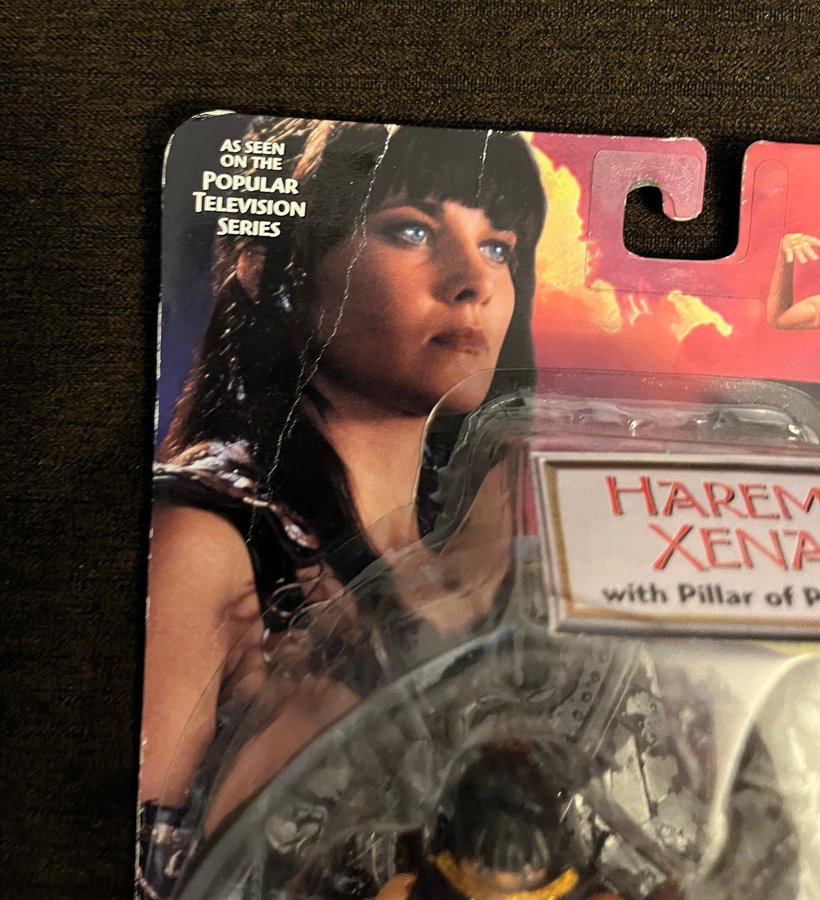 AS SEEN
ON THE
POPULAR
TELEVISION
SERIES
HAREM
XENA
with Pillar of P